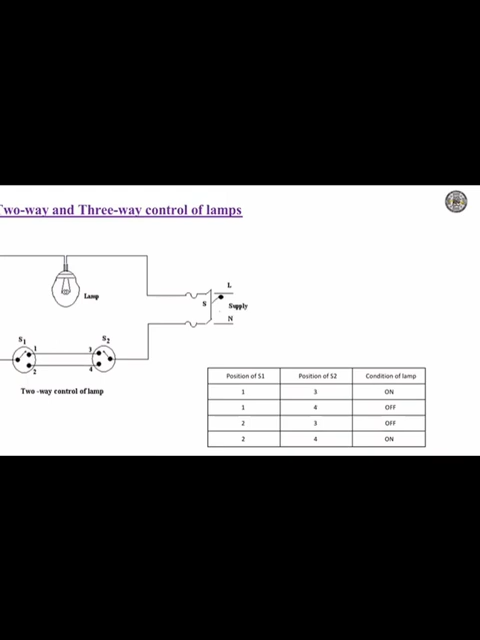 Two-way and Three-way control of lamps
L
Lamp
S
Supply
N
S1
S2
1
3
2
4
Two -way control of lamp
Position of S1 Position of S2 Condition of lamp
1 3 ON
1 4 OFF
2 3 OFF
2 4 ON